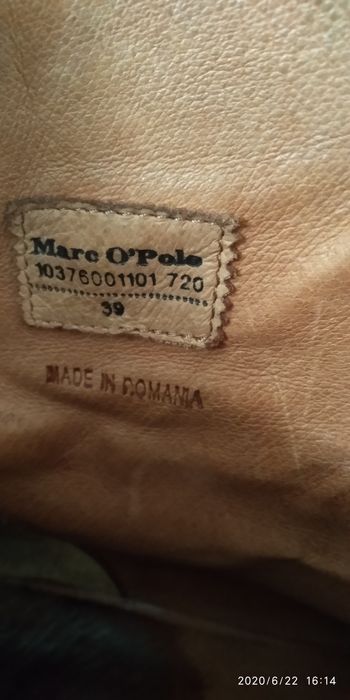 Marc O'Polo
10376001101 720
39
MADE IN ROMANIA
2020/6/22 16:14